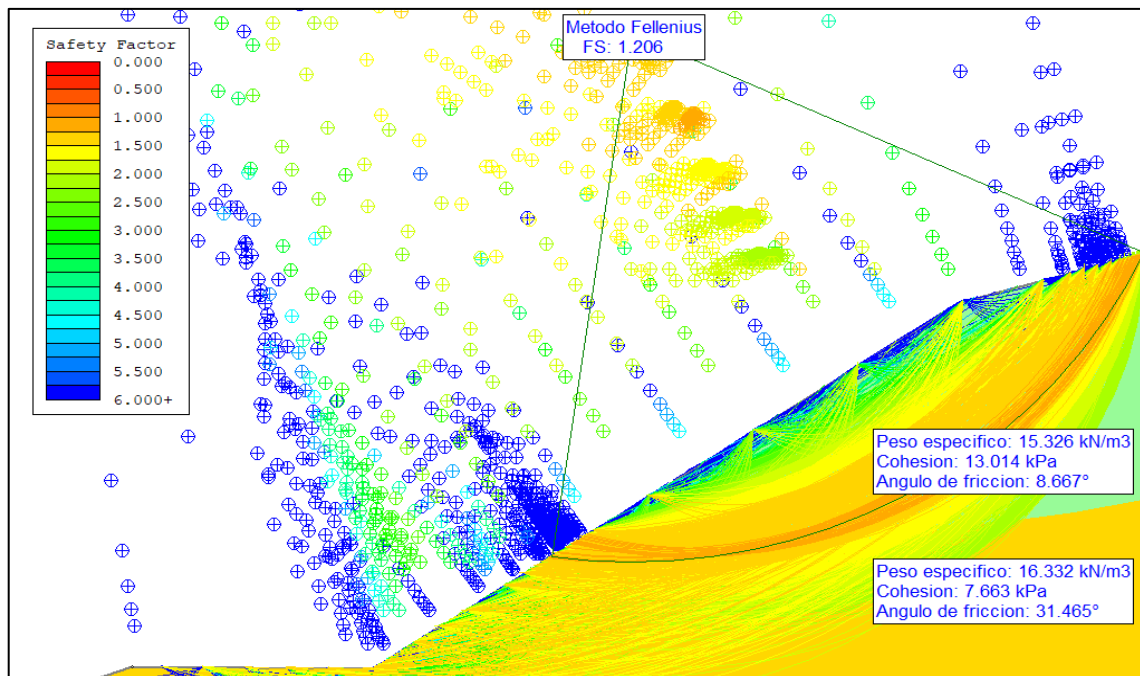 Metodo Fellenius
FS: 1.206
Safety Factor
0.000
0.500
1.000
1.500
2.000
2.500
3.000
3.500
4.000
4.500
5.000
5.500
6.000+
Peso especifico: 15.326 kN/m3
Cohesion: 13.014 kPa
Angulo de friccion: 8.667°
Peso especifico: 16.332 kN/m3
Cohesion: 7.663 kPa
Angulo de friccion: 31.465°